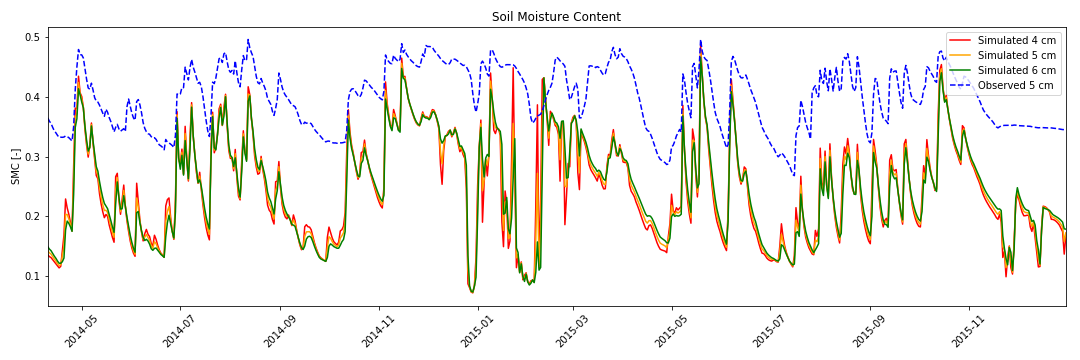 Soil Moisture Content
SMC [-]
0.5
0.4
0.3
0.2
0.1
Simulated 4 cm
Simulated 5 cm
Simulated 6 cm
Observed 5 cm
2014-05
2014-07
2014-09
2014-11
2015-01
2015-03
2015-05
2015-07
2015-09
2015-11